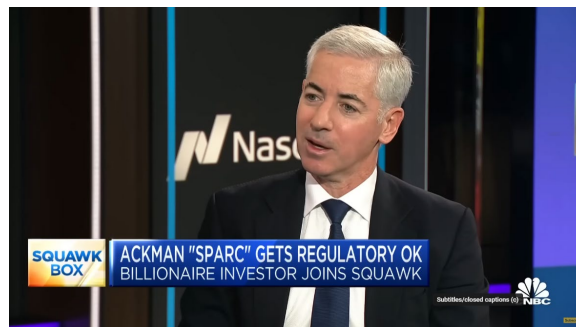 Nas
SQUAWK
BOX
ACKMAN "SPARC" GETS REGULATORY OK
BILLIONAIRE INVESTOR JOINS SQUAWK
Subtitles/closed captions (c)
NBC